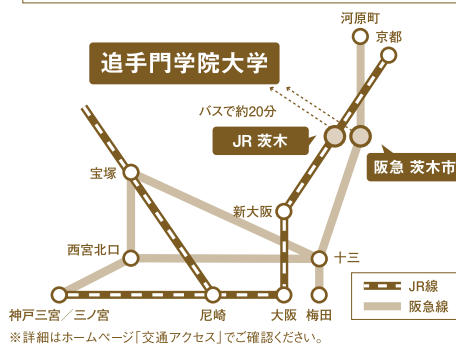 河原町
京都
追手門学院大学
バスで約20分
JR 茨木
阪急 茨木市
宝塚
新大阪
西宮北口
十三
JR線
阪急線
神戸三宮／三ノ宮
尼崎
大阪
梅田
※詳細はホームページ「交通アクセス」でご確認ください。